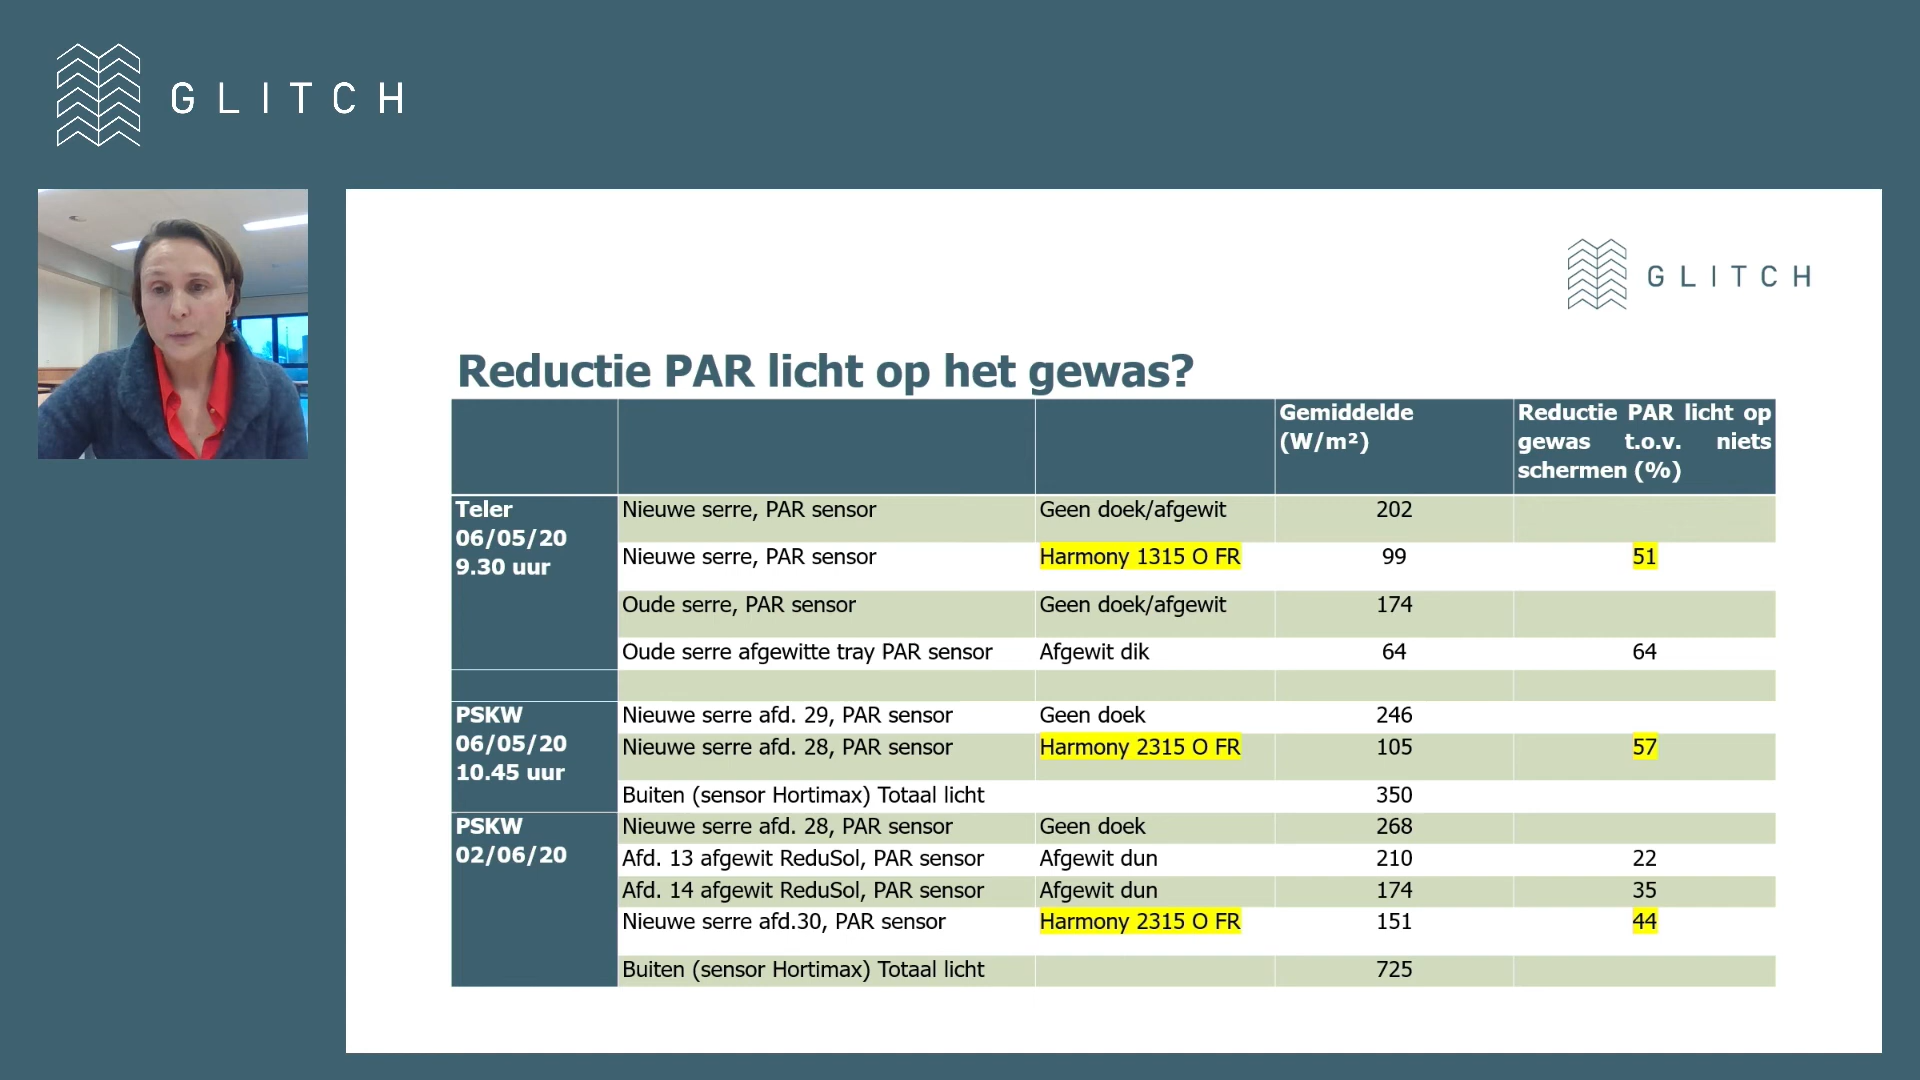 GLITCH
GLITCH
Reductie PAR licht op het gewas?
Gemiddelde (W/m²) Reductie PAR licht op gewas t.o.v. niets schermen (%)
Teler 06/05/20 9.30 uur
Nieuwe serre, PAR sensor Geen doek/afgewit 202
Nieuwe serre, PAR sensor Harmony 1315 O FR 99 51
Oude serre, PAR sensor Geen doek/afgewit 174
Oude serre afgewitte tray PAR sensor Afgewit dik 64 64
PSKW 06/05/20 10.45 uur
Nieuwe serre afd. 29, PAR sensor Geen doek 246
Nieuwe serre afd. 28, PAR sensor Harmony 2315 O FR 105 57
Buiten (sensor Hortimax) Totaal licht 350
PSKW 02/06/20
Nieuwe serre afd. 28, PAR sensor Geen doek 268
Afd. 13 afgewit ReduSol, PAR sensor Afgewit dun 210 22
Afd. 14 afgewit ReduSol, PAR sensor Afgewit dun 174 35
Nieuwe serre afd.30, PAR sensor Harmony 2315 O FR 151 44
Buiten (sensor Hortimax) Totaal licht 725